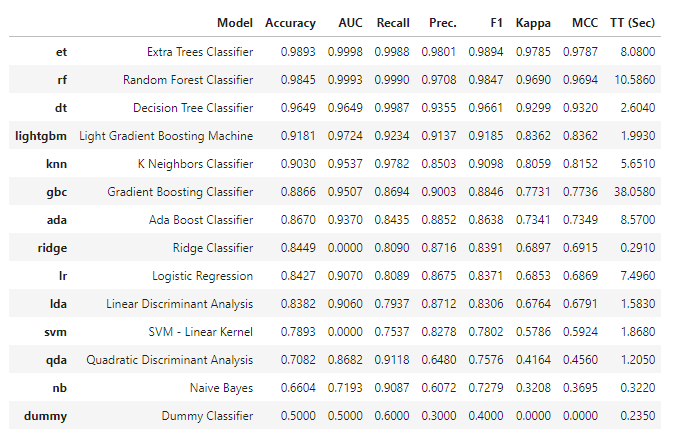 Model Accuracy AUC Recall Prec. F1 Kappa MCC TT (Sec)
et Extra Trees Classifier 0.9893 0.9998 0.9988 0.9801 0.9894 0.9785 0.9787 8.0800
rf Random Forest Classifier 0.9845 0.9993 0.9990 0.9708 0.9847 0.9690 0.9694 10.5860
dt Decision Tree Classifier 0.9649 0.9649 0.9987 0.9355 0.9661 0.9299 0.9320 2.6040
lightgbm Light Gradient Boosting Machine 0.9181 0.9724 0.9234 0.9137 0.9185 0.8362 0.8362 1.9930
knn K Neighbors Classifier 0.9030 0.9537 0.9782 0.8503 0.9098 0.8059 0.8152 5.6510
gbc Gradient Boosting Classifier 0.8866 0.9507 0.8694 0.9003 0.8846 0.7731 0.7736 38.0580
ada Ada Boost Classifier 0.8670 0.9370 0.8435 0.8852 0.8638 0.7341 0.7349 8.5700
ridge Ridge Classifier 0.8449 0.0000 0.8090 0.8716 0.8391 0.6897 0.6915 0.2910
lr Logistic Regression 0.8427 0.9070 0.8089 0.8675 0.8371 0.6853 0.6869 7.4960
lda Linear Discriminant Analysis 0.8382 0.9060 0.7937 0.8712 0.8306 0.6764 0.6791 1.5830
svm SVM - Linear Kernel 0.7893 0.0000 0.7537 0.8278 0.7802 0.5786 0.5924 1.8680
qda Quadratic Discriminant Analysis 0.7082 0.8682 0.9118 0.6480 0.7576 0.4164 0.4560 1.2050
nb Naive Bayes 0.6604 0.7193 0.9087 0.6072 0.7279 0.3208 0.3695 0.3220
dummy Dummy Classifier 0.5000 0.5000 0.6000 0.3000 0.4000 0.0000 0.0000 0.2350